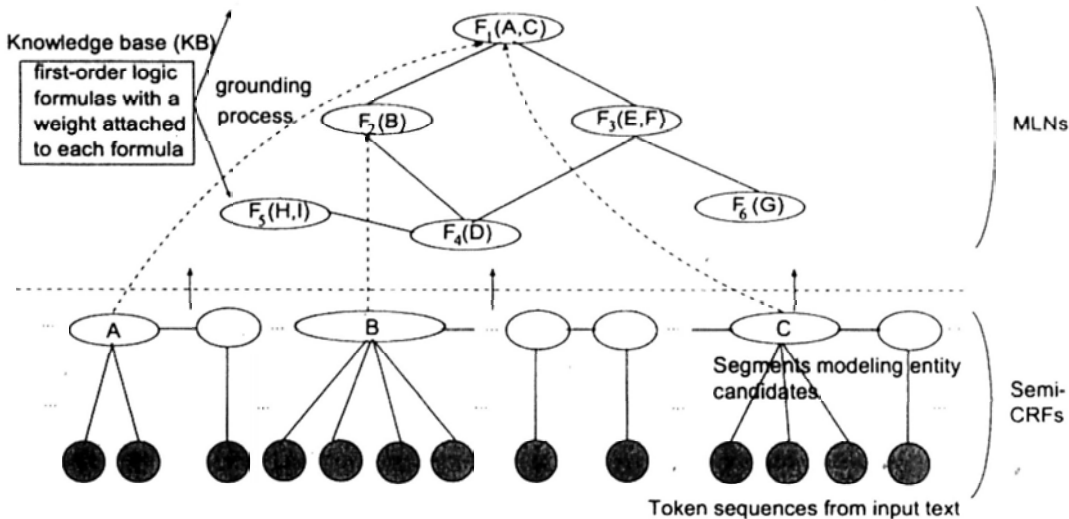 F1(A,C)
Knowledge base (KB)
first-order logic
formulas with a
weight attached
to each formula
grounding
process
F2(B)
F3(E,F)
MLNs
F5(H,I)
F4(D)
F6(G)
A
B
C
Segments modeling entity
candidates
Semi-
CRFs
Token sequences from input text